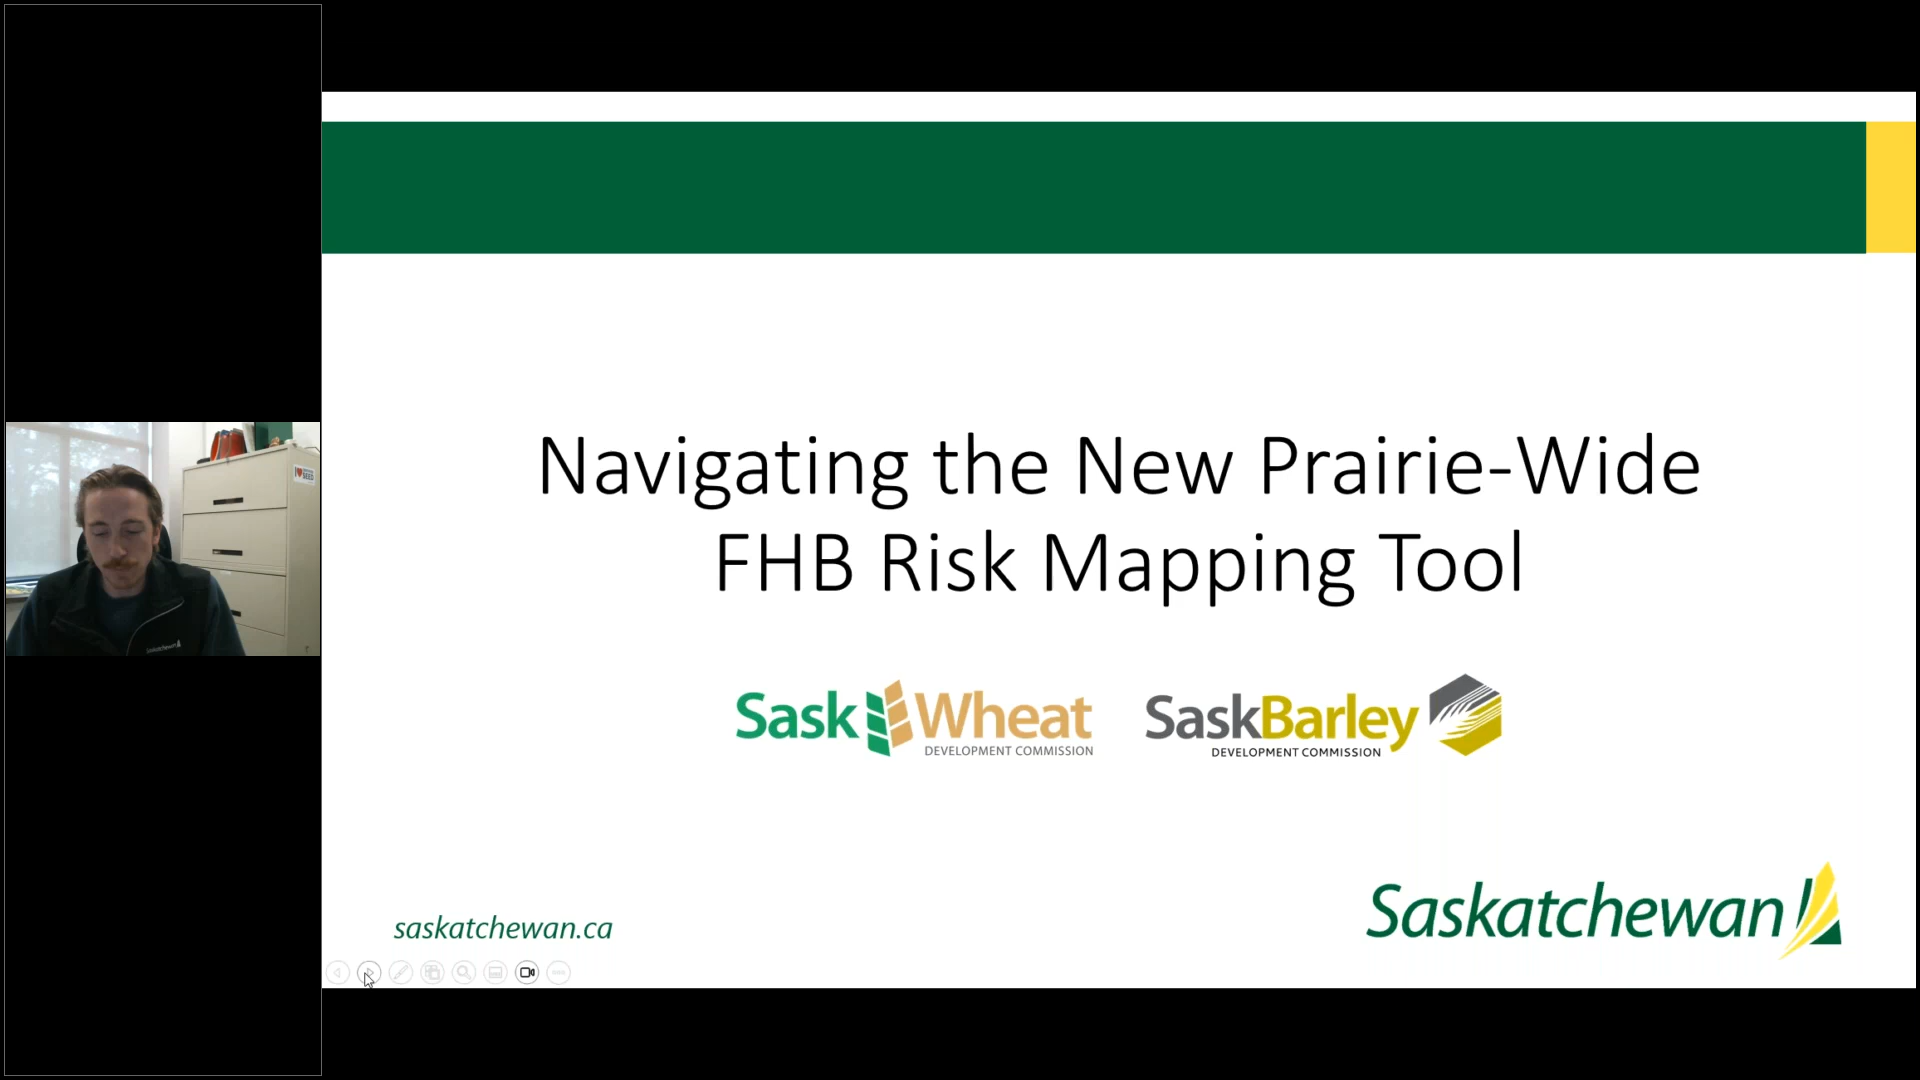 Navigating the New Prairie-Wide
FHB Risk Mapping Tool
Sask Wheat
DEVELOPMENT COMMISSION
SaskBarley
DEVELOPMENT COMMISSION
saskatchewan.ca
Saskatchewan
Saskatchewan